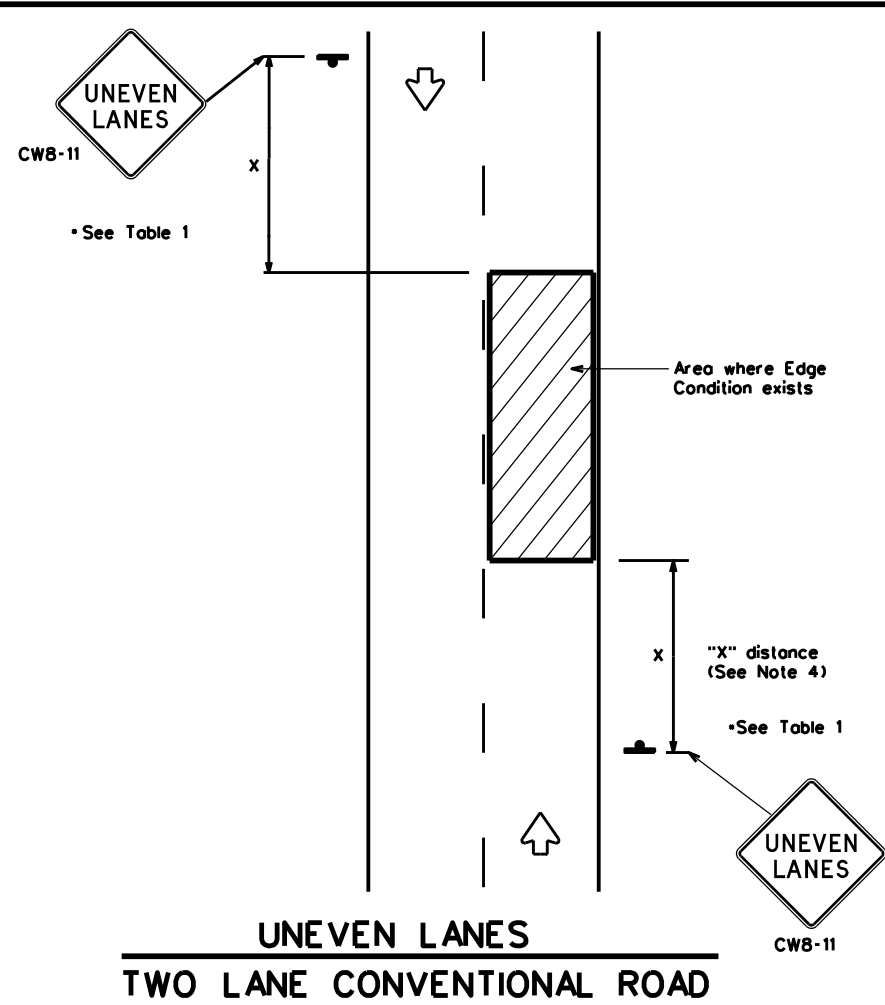 UNEVEN
LANES
CW8-11
X
*See Table 1
Area where Edge
Condition exists
X
"X" distance
(See Note 4)
*See Table 1
UNEVEN
LANES
CW8-11
UNEVEN LANES
TWO LANE CONVENTIONAL ROAD